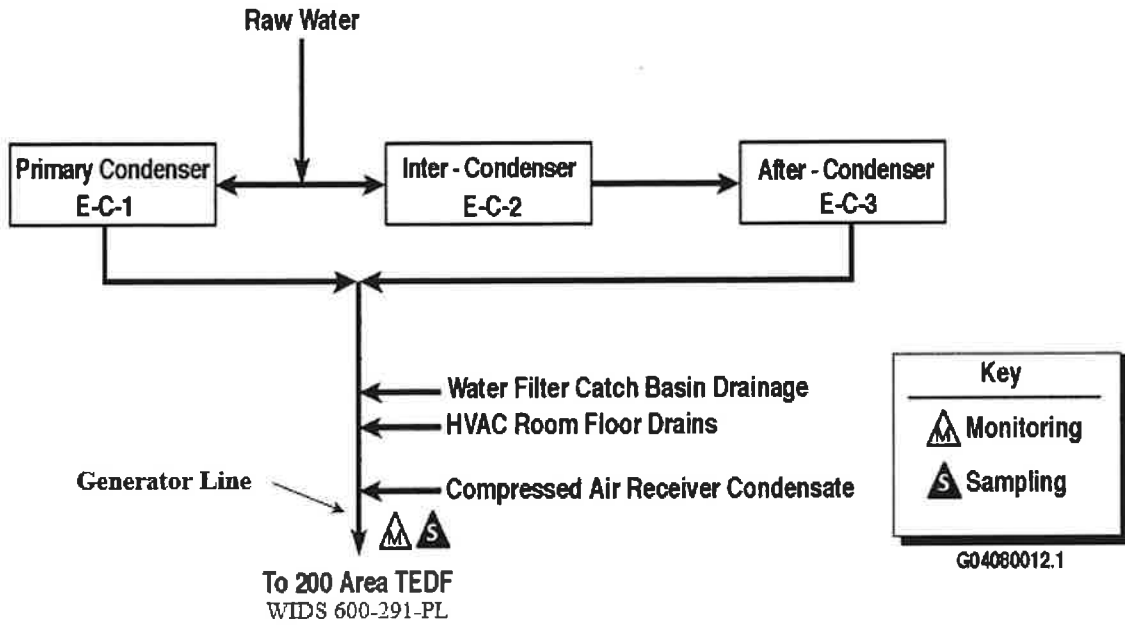 Raw Water
Primary Condenser
E-C-1
Inter - Condenser
E-C-2
After - Condenser
E-C-3
Water Filter Catch Basin Drainage
HVAC Room Floor Drains
Generator Line
Compressed Air Receiver Condensate
M S
To 200 Area TEDF
WIDS 600-291-PL
Key
M Monitoring
S Sampling
G04080012.1